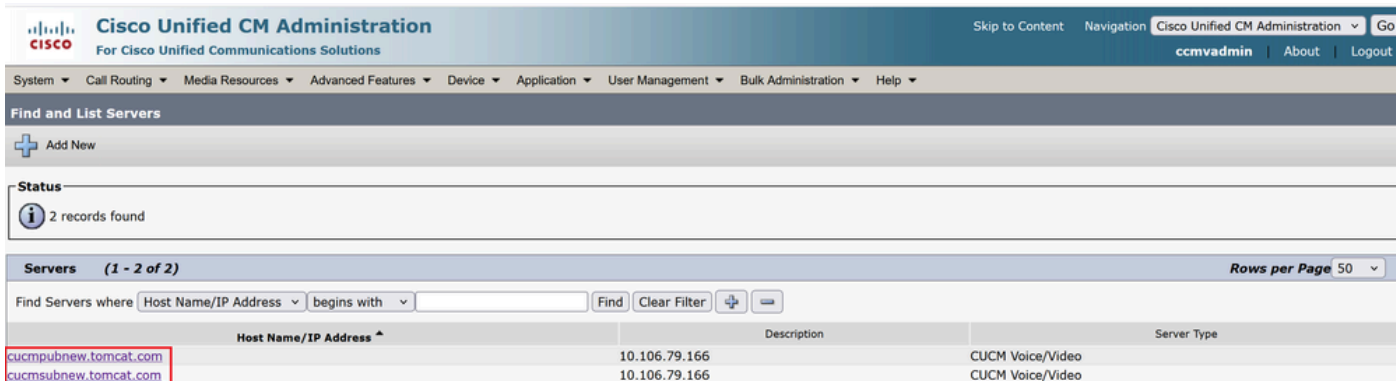 Cisco Unified CM Administration
Skip to Content Navigation Cisco Unified CM Administration Go
CISCO For Cisco Unified Communications Solutions
ccmvadmin | About | Logout
System Call Routing Media Resources Advanced Features Device Application User Management Bulk Administration Help
Find and List Servers
Add New
Status
2 records found
Servers (1 - 2 of 2) Rows per Page 50
Find Servers where Host Name/IP Address begins with Find Clear Filter
Host Name/IP Address Description Server Type
cucmpubnew.tomcat.com 10.106.79.166 CUCM Voice/Video
cucmsubnew.tomcat.com 10.106.79.166 CUCM Voice/Video